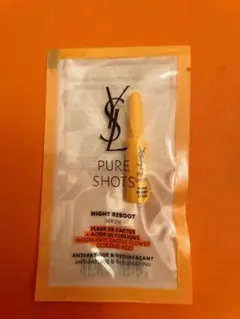 YSL
PURE
SHOTS
NIGHT REBOOT
SERUM
FLEUR DE CACTUS
+ ACIDE GLYCOLIQUE
MOONLIGHT CACTUS FLOWER
+ GLYCOLIC ACID
ANTI-FATIGUE & RESURFAÇANT
ANTI-FATIGUE & RESURFACING